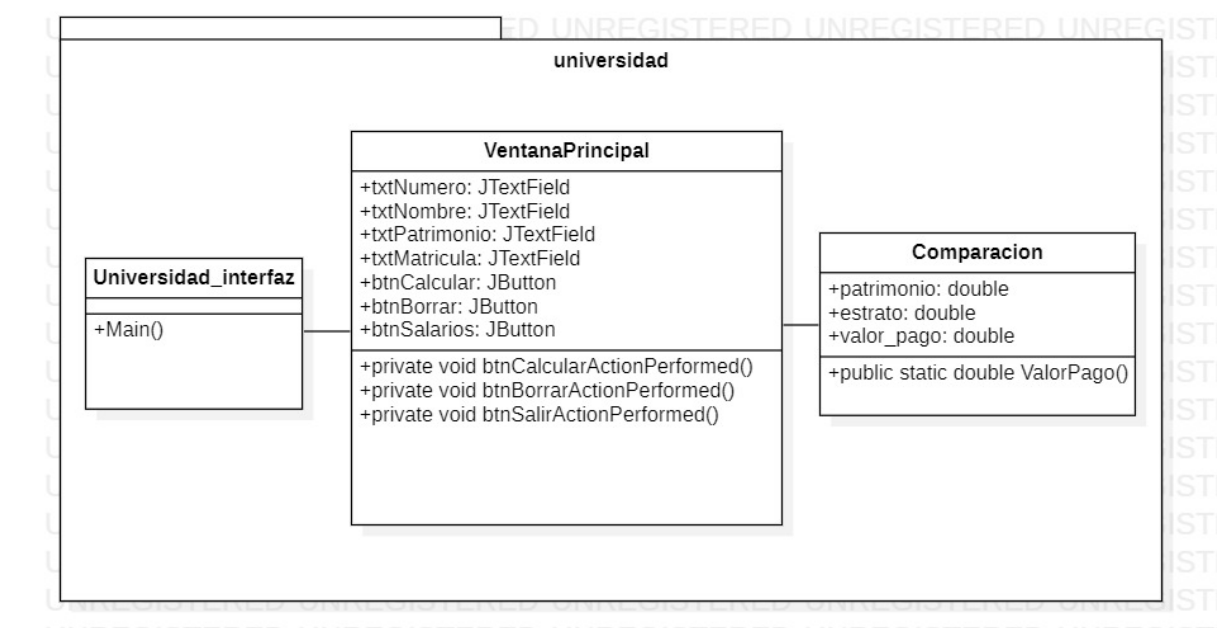 UNREGISTERED UNREGISTERED UNREGISTERED
universidad
VentanaPrincipal
+txtNumero: JTextField
+txtNombre: JTextField
+txtPatrimonio: JTextField
+txtMatricula: JTextField
+btnCalcular: JButton
+btnBorrar: JButton
+btnSalarios: JButton
+private void btnCalcularActionPerformed()
+private void btnBorrarActionPerformed()
+private void btnSalirActionPerformed()
Universidad_interfaz
+Main()
Comparacion
+patrimonio: double
+estrato: double
+valor_pago: double
+public static double ValorPago()